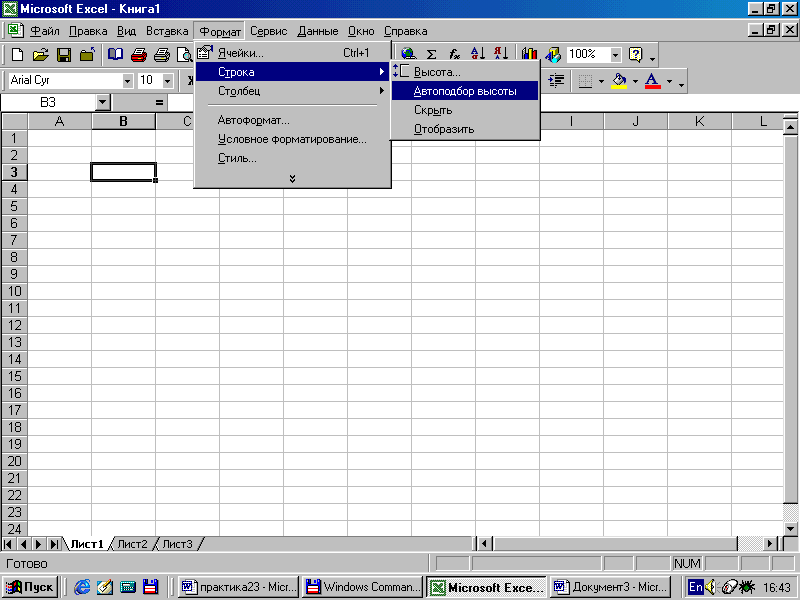 Microsoft Excel - Книга1
Файл Правка Вид Вставка Формат Сервис Данные Окно Справка
Ячейки... Ctrl+1
100%
Arial Cyr 10 Ж
Строка
Высота...
Столбец
Автоподбор высоты
B3 =
Скрыть
Автоформат...
Отобразить
Условное форматирование...
Стиль...
A B C I J K L
1
2
3
4
5
6
7
8
9
10
11
12
13
14
15
16
17
18
19
20
21
22
23
24
Лист1 Лист2 Лист3
Готово NUM
Пуск практика23 - Micr... Windows Comman... Microsoft Exce... Документ3 - Micr... En 16:43